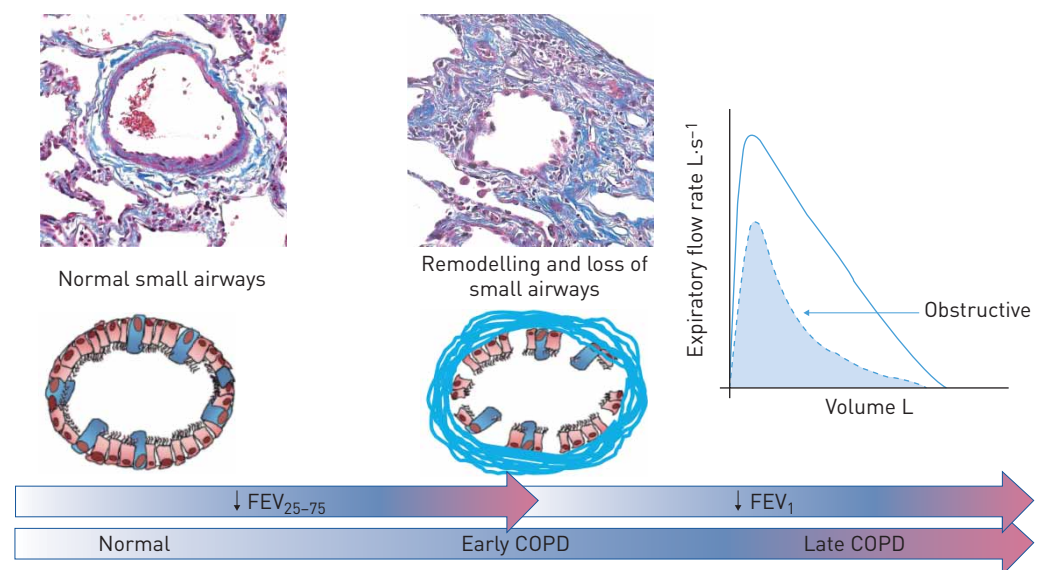 Normal small airways
Remodelling and loss of
small airways
Expiratory flow rate L·s⁻¹
Obstructive
Volume L
↓ FEV₂₅₋₇₅
↓ FEV₁
Normal
Early COPD
Late COPD